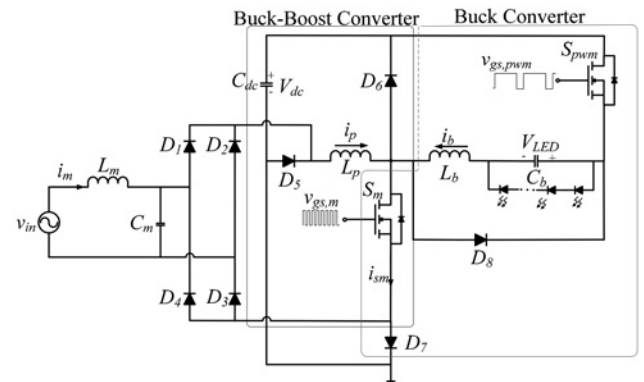 Buck-Boost Converter
Buck Converter
S_pwm
v_gs,pwm
C_dc
+
-
V_dc
D_6
D_1
D_2
i_p
i_b
V_LED
-
+
i_m
L_m
D_5
L_p
S_m
L_b
C_b
v_gs,m
v_in
C_m
D_8
i_sm
D_4
D_3
D_7